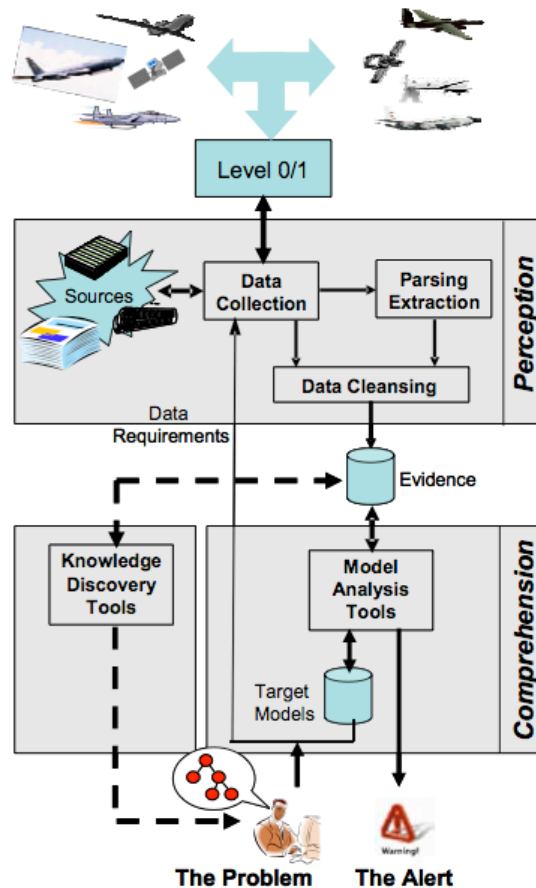 Level 0/1
Perception
Sources
Data
Collection
Parsing
Extraction
Data Cleansing
Data
Requirements
Evidence
Comprehension
Knowledge
Discovery
Tools
Model
Analysis
Tools
Target
Models
Warning!
The Problem
The Alert